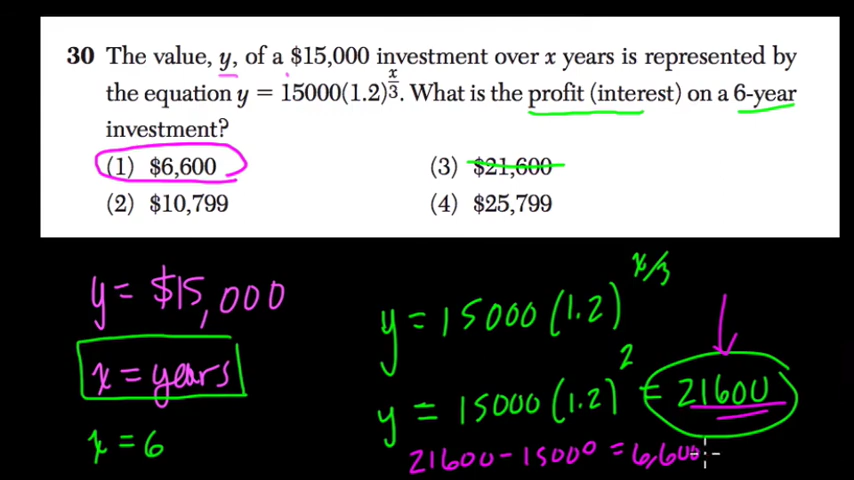 30 The value, y, of a $15,000 investment over x years is represented by
the equation y = 15000(1.2)^(x/3). What is the profit (interest) on a 6-year
investment?
(1) $6,600 (3) $21,600
(2) $10,799 (4) $25,799
y = $15,000
x = years
x = 6
y = 15000(1.2)^(x/3)
y = 15000(1.2)^2 = 21600
21600 - 15000 = 6,600